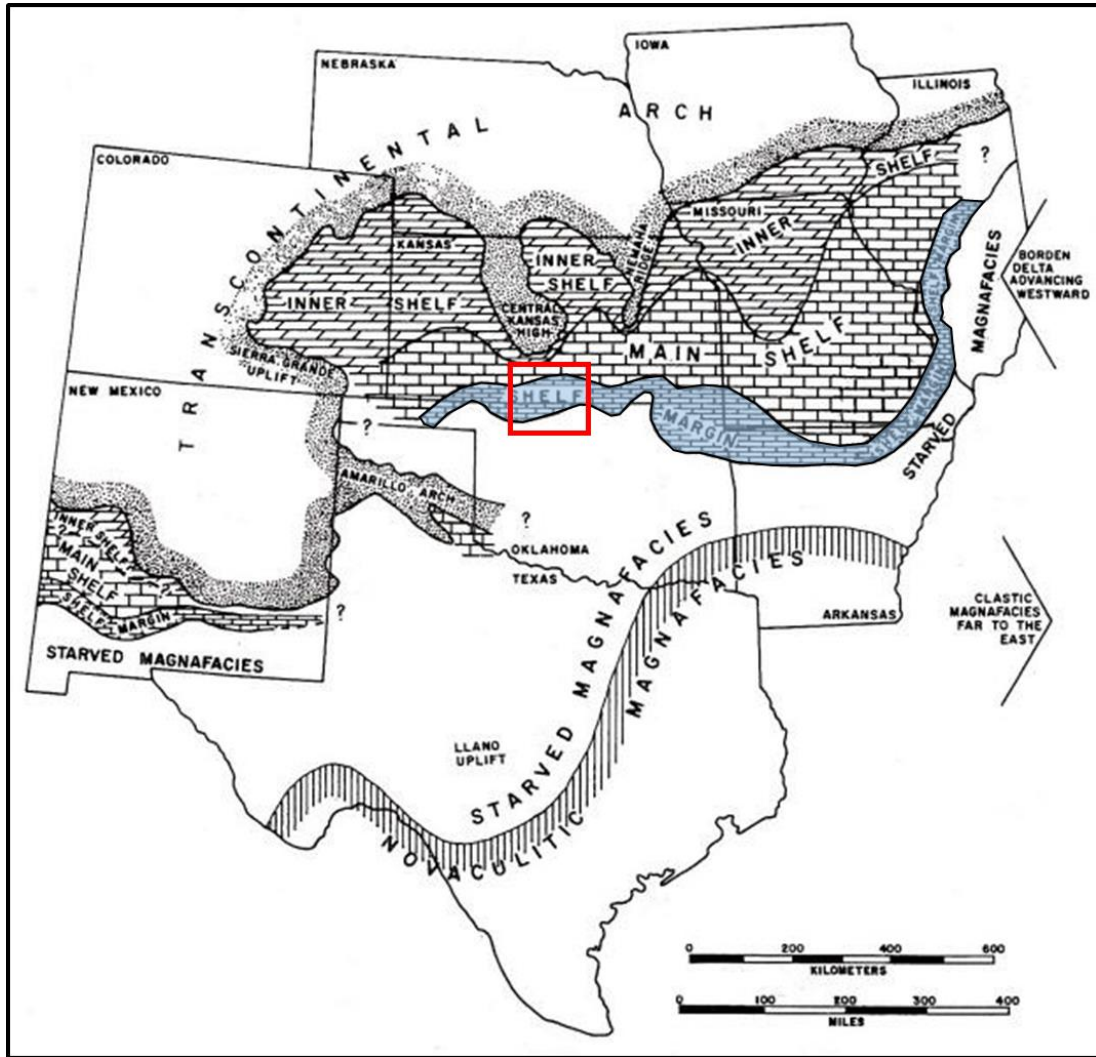 IOWA
NEBRASKA
ILLINOIS
ARCH
TRANSCONTINENTAL
COLORADO
SHELF
?
MISSOURI
KANSAS
INNER
NEMAHA
RIDGE
INNER
SHELF
INNER SHELF
CENTRAL
KANSAS
HIGH
SHELF MARGIN
MAGNAFACIES
BORDEN
DELTA
ADVANCING
WESTWARD
MAIN SHELF
SIERRA GRANDE
UPLIFT
NEW MEXICO
SHELF
MARGIN
SHELF MARGIN
STARVED
?
AMARILLO ARCH
?
OKLAHOMA
TEXAS
INNER SHELF
MAIN
SHELF
?
SHELF MARGIN
?
STARVED MAGNAFACIES
ARKANSAS
CLASTIC
MAGNAFACIES
FAR TO THE
EAST
STARVED MAGNAFACIES
LLANO
UPLIFT
NOVACULITIC MAGNAFACIES
0 200 400 600
KILOMETERS
0 100 200 300 400
MILES